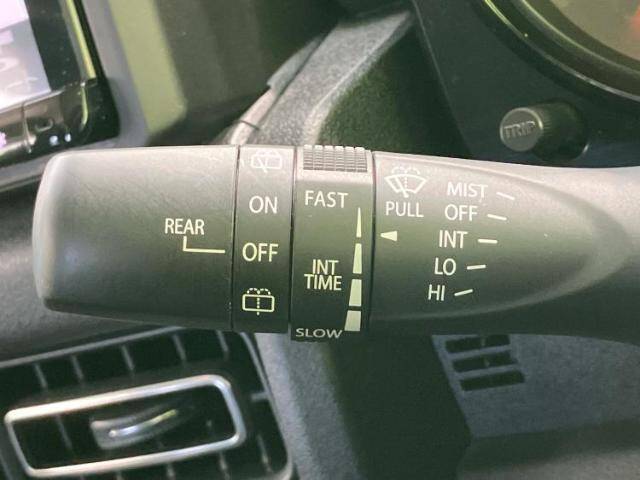 TRIP
REAR
ON
OFF
FAST
INT
TIME
SLOW
PULL
MIST
OFF
INT
LO
HI